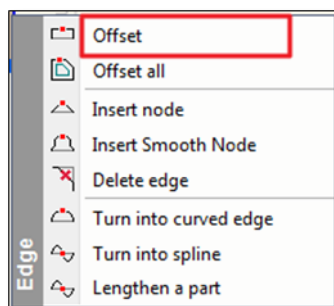 Offset
Offset all
Insert node
Insert Smooth Node
Delete edge
Turn into curved edge
Turn into spline
Lengthen a part
Edge